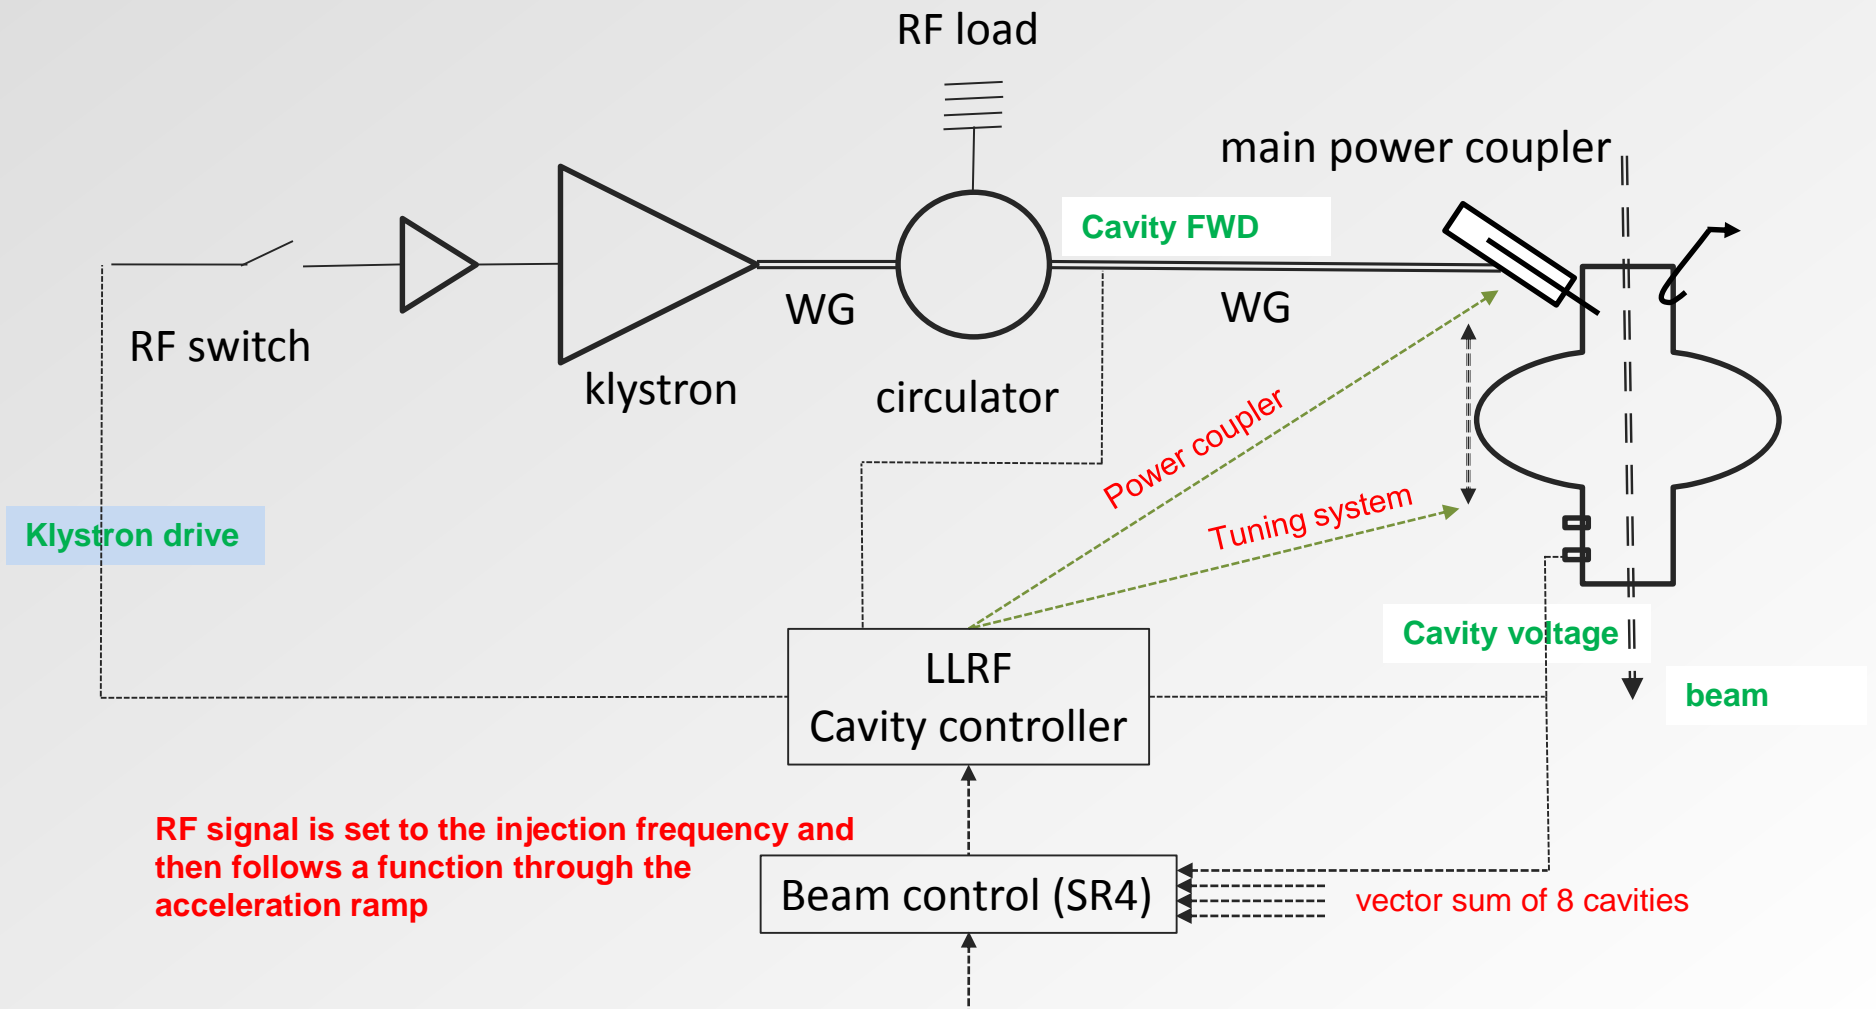 RF load
main power coupler
Cavity FWD
WG
WG
RF switch
klystron
circulator
Power coupler
Tuning system
Klystron drive
Cavity voltage
LLRF
Cavity controller
beam
RF signal is set to the injection frequency and
then follows a function through the
acceleration ramp
Beam control (SR4)
vector sum of 8 cavities